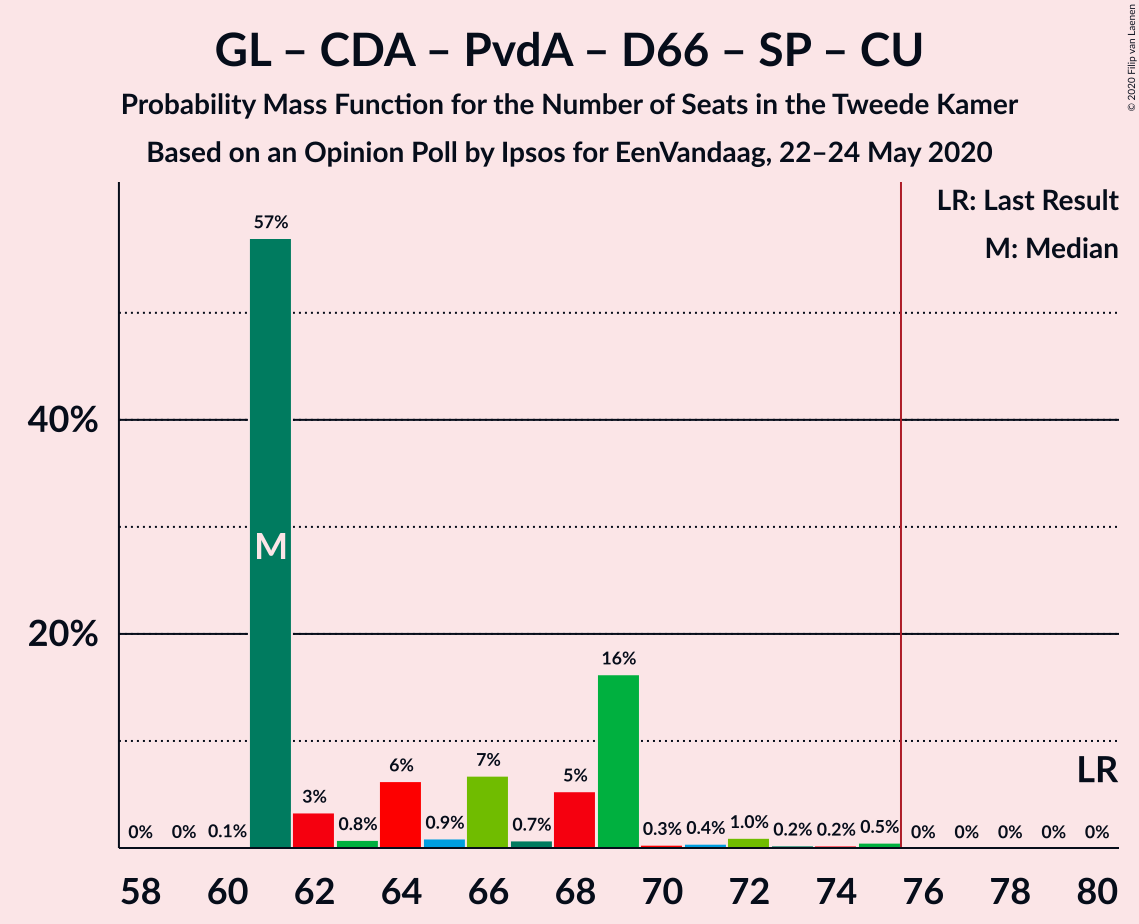 GL – CDA – PvdA – D66 – SP – CU
Probability Mass Function for the Number of Seats in the Tweede Kamer
Based on an Opinion Poll by Ipsos for EenVandaag, 22–24 May 2020
© 2020 Filip van Laenen
LR: Last Result
M: Median
57%
40%
M
20%
16%
LR
0% 0% 0.1% 3% 0.8% 6% 0.9% 7% 0.7% 5% 0.3% 0.4% 1.0% 0.2% 0.2% 0.5% 0% 0% 0% 0% 0%
58 60 62 64 66 68 70 72 74 76 78 80